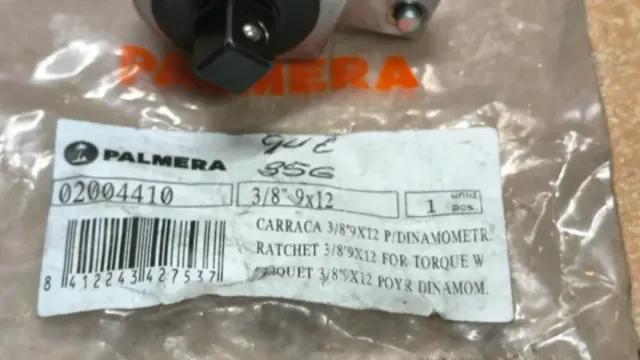 PALMERA
PALMERA
02004410
3/8" 9x12
1 unid. pcs.
CARRACA 3/8"9X12 P/DINAMOMETR.
RATCHET 3/8"9X12 FOR TORQUE W
3/8"9X12 POYR DINAMOM.
8 412243 427537